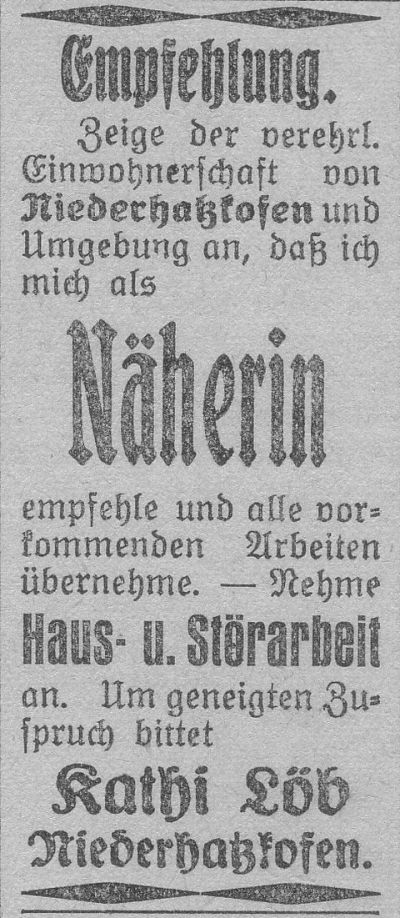 Empfehlung.
Zeige der verehrl.
Einwohnerschaft von
Niederhatzkofen und
Umgebung an, daß ich
mich als
Näherin
empfehle und alle vor-
kommenden Arbeiten
übernehme. — Nehme
Haus- u. Störarbeit
an. Um geneigten Zu-
spruch bittet
Kathi Löb
Niederhatzkofen.